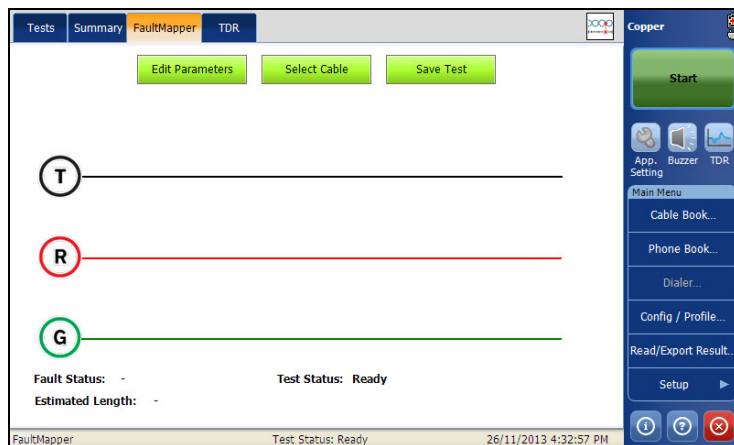 Tests Summary FaultMapper TDR
Edit Parameters Select Cable Save Test
T
R
G
Fault Status: - Test Status: Ready
Estimated Length: -
FaultMapper Test Status: Ready 26/11/2013 4:32:57 PM
Copper
Start
App. Setting Buzzer TDR
Main Menu
Cable Book...
Phone Book...
Dialer...
Config / Profile...
Read/Export Result..
Setup